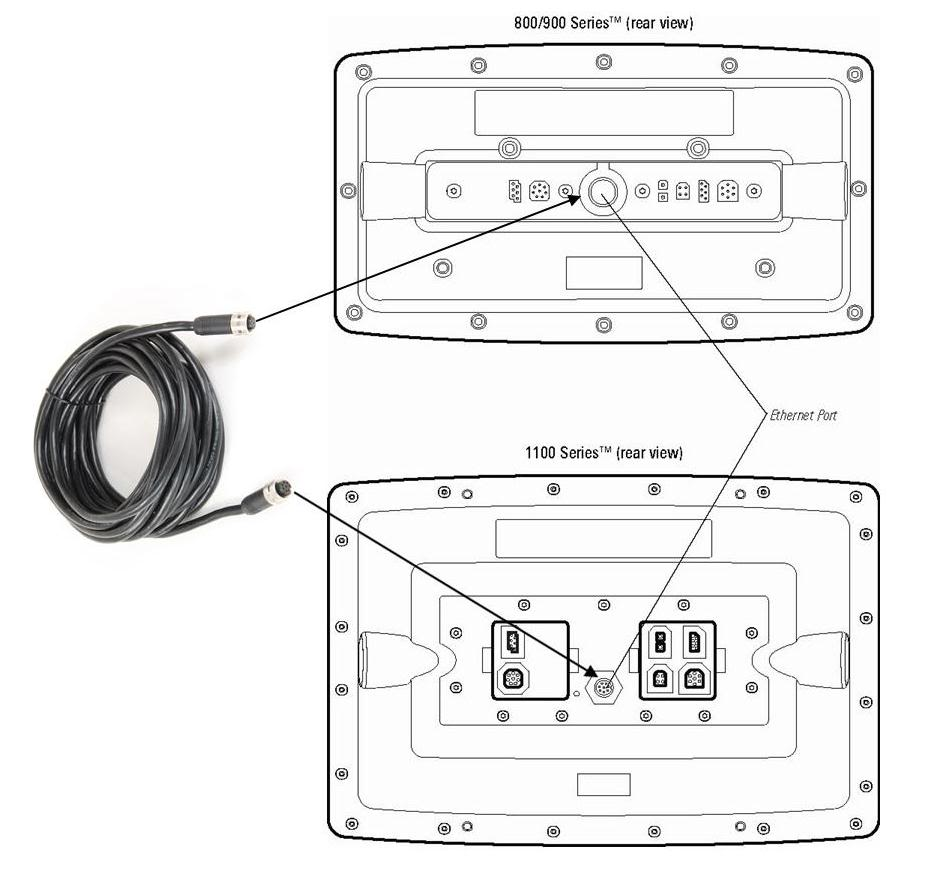 800/900 Series™ (rear view)
Ethernet Port
1100 Series™ (rear view)